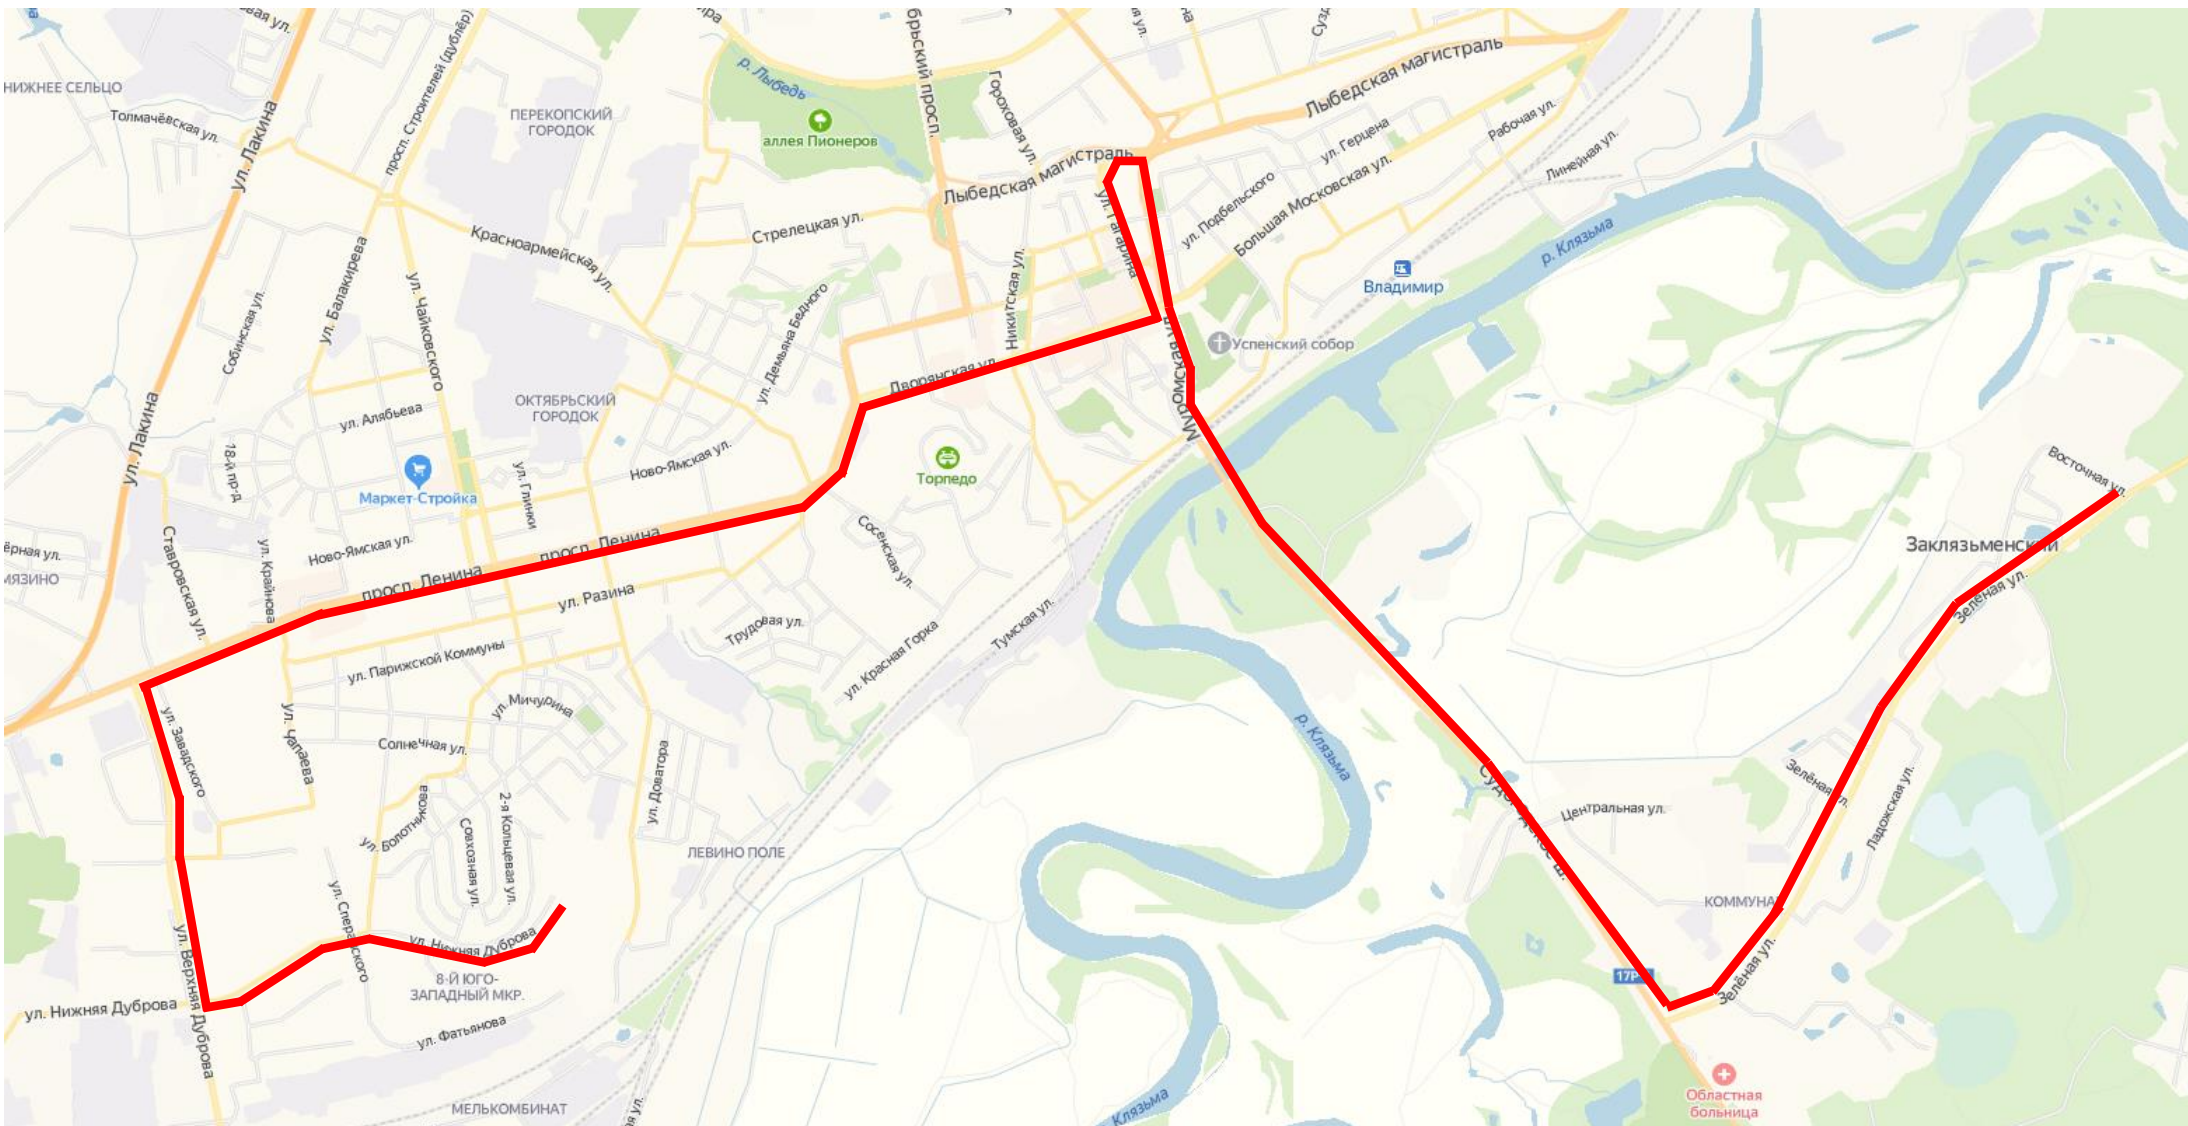 НИЖНЕЕ СЕЛЬЦО
Толмачёвская ул.
ул. Лакина
просп. Строителей (дублёр)
ПЕРЕКОПСКИЙ
ГОРОДОК
р. Лыбедь
аллея Пионеров
Гороховая ул.
Лыбедская магистраль
Лыбедская магистраль
ул. Герцена
Рабочая ул.
Линейная ул.
Большая Московская ул.
ул. Подбельского
ул. Гагарина
Стрелецкая ул.
Красноармейская ул.
ул. Балакирева
ул. Чайковского
Собинская ул.
ул. Демьяна Бедного
Никитская ул.
р. Клязьма
Владимир
Успенский собор
Муромская ул.
Дворянская ул.
ОКТЯБРЬСКИЙ
ГОРОДОК
ул. Алябьева
ул. Лакина
18-й пр-д
Маркет Стройка
ул. Глинки
Ново-Ямская ул.
Торпедо
Восточная ул.
Заклязьменский
Зелёная ул.
Сосенская ул.
просп. Ленина
просп. Ленина
Ново-Ямская ул.
ул. Крайнова
Ставровская ул.
ул. Разина
Трудовая ул.
ул. Красная Горка
Тумская ул.
ул. Парижской Коммуны
ул. Мичурина
Солнечная ул.
ул. Чапаева
ул. Завадского
ул. Доватора
р. Клязьма
Судогодское ш.
Центральная ул.
Зелёная ул.
Ладожская ул.
ул. Болотникова
Совхозная ул.
2-я Кольцевая ул.
ЛЕВИНО ПОЛЕ
КОММУНА
ул. Сперанского
ул. Нижняя Дуброва
8-Й ЮГО-
ЗАПАДНЫЙ МКР.
ул. Верхняя Дуброва
ул. Нижняя Дуброва
ул. Фатьянова
Зелёная ул.
Областная
больница
МЕЛЬКОМБИНАТ
Клязьма